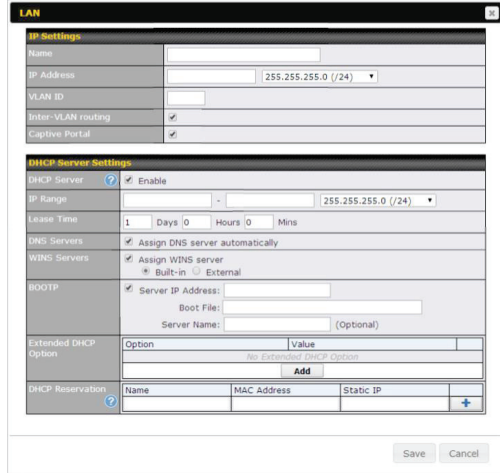 LAN
IP Settings
Name
IP Address 255.255.255.0 (/24)
VLAN ID
Inter-VLAN routing
Captive Portal
DHCP Server Settings
DHCP Server ? Enable
IP Range - 255.255.255.0 (/24)
Lease Time 1 Days 0 Hours 0 Mins
DNS Servers Assign DNS server automatically
WINS Servers Assign WINS server
Built-in External
BOOTP Server IP Address:
Boot File:
Server Name: (Optional)
Extended DHCP Option Option Value
No Extended DHCP Option
Add
DHCP Reservation ? Name MAC Address Static IP
+
Save Cancel